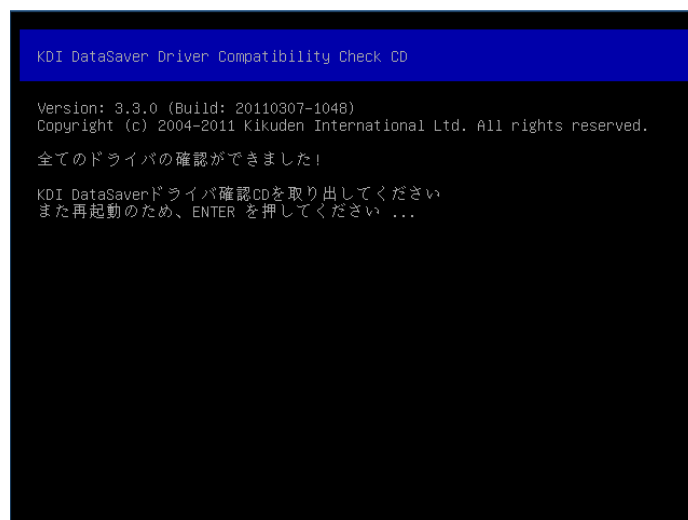 KDI DataSaver Driver Compatibility Check CD
Version: 3.3.0 (Build: 20110307-1048)
Copyright (c) 2004-2011 Kikuden International Ltd. All rights reserved.
全てのドライバの確認ができました!
KDI DataSaverドライバ確認CDを取り出してください
また再起動のため、ENTER を押してください ...